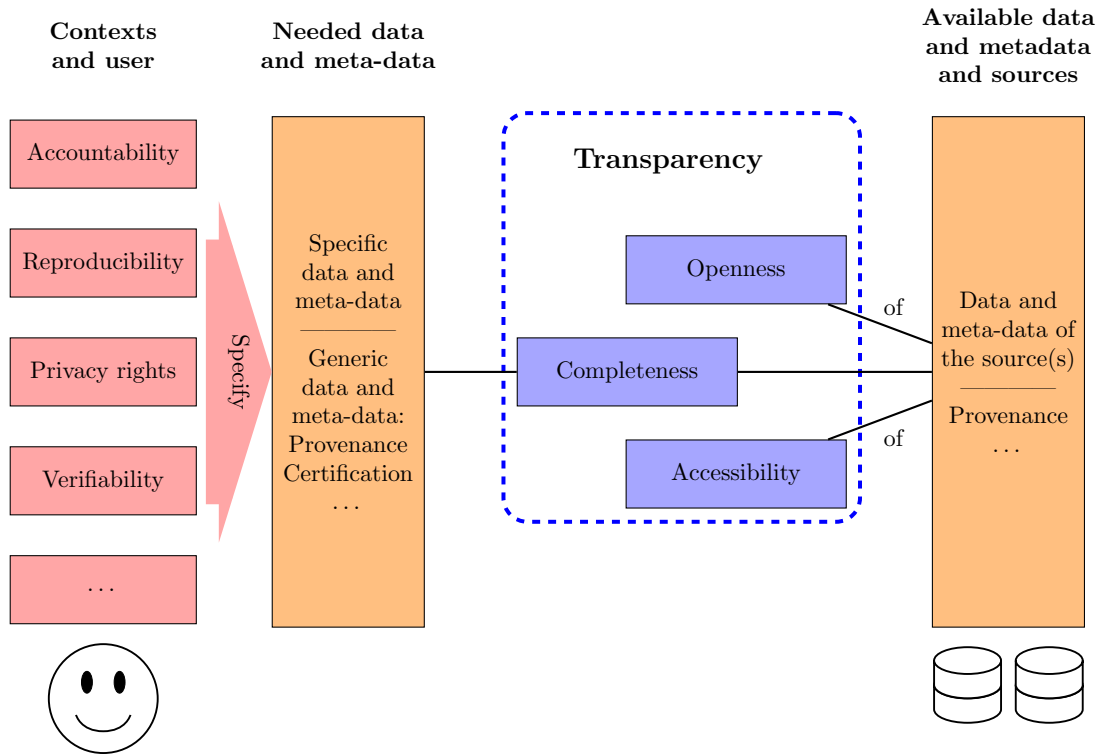 Contexts
and user
Needed data
and meta-data
Available data
and metadata
and sources
Accountability
Reproducibility
Privacy rights
Verifiability
...
Specify
Specific
data and
meta-data
Generic
data and
meta-data:
Provenance
Certification
...
Transparency
Openness
Completeness
Accessibility
of
of
Data and
meta-data of
the source(s)
Provenance
...